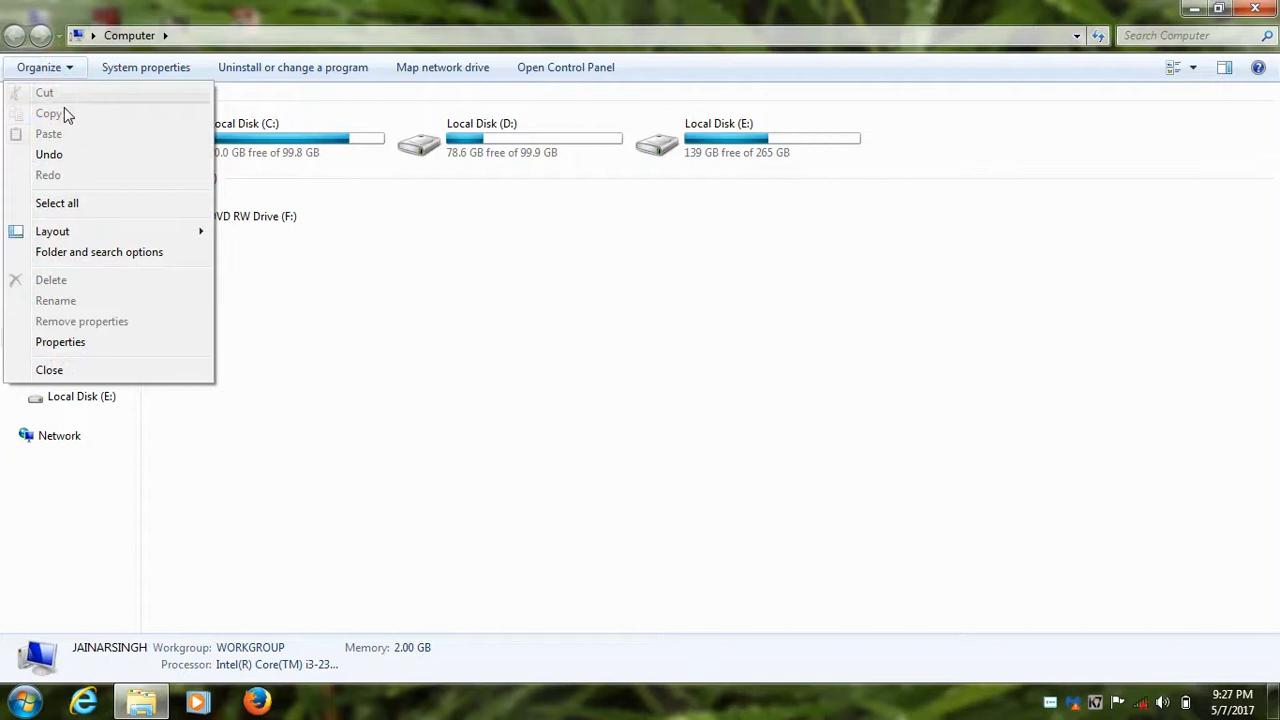 Computer
Search Computer
Organize
System properties
Uninstall or change a program
Map network drive
Open Control Panel
Cut
Copy
Paste
Undo
Redo
Select all
Layout
Folder and search options
Delete
Rename
Remove properties
Properties
Close
ocal Disk (C:)
.0 GB free of 99.8 GB
Local Disk (D:)
78.6 GB free of 99.9 GB
Local Disk (E:)
139 GB free of 265 GB
VD RW Drive (F:)
Local Disk (E:)
Network
JAINARSINGH Workgroup: WORKGROUP Memory: 2.00 GB
Processor: Intel(R) Core(TM) i3-23...
9:27 PM
5/7/2017